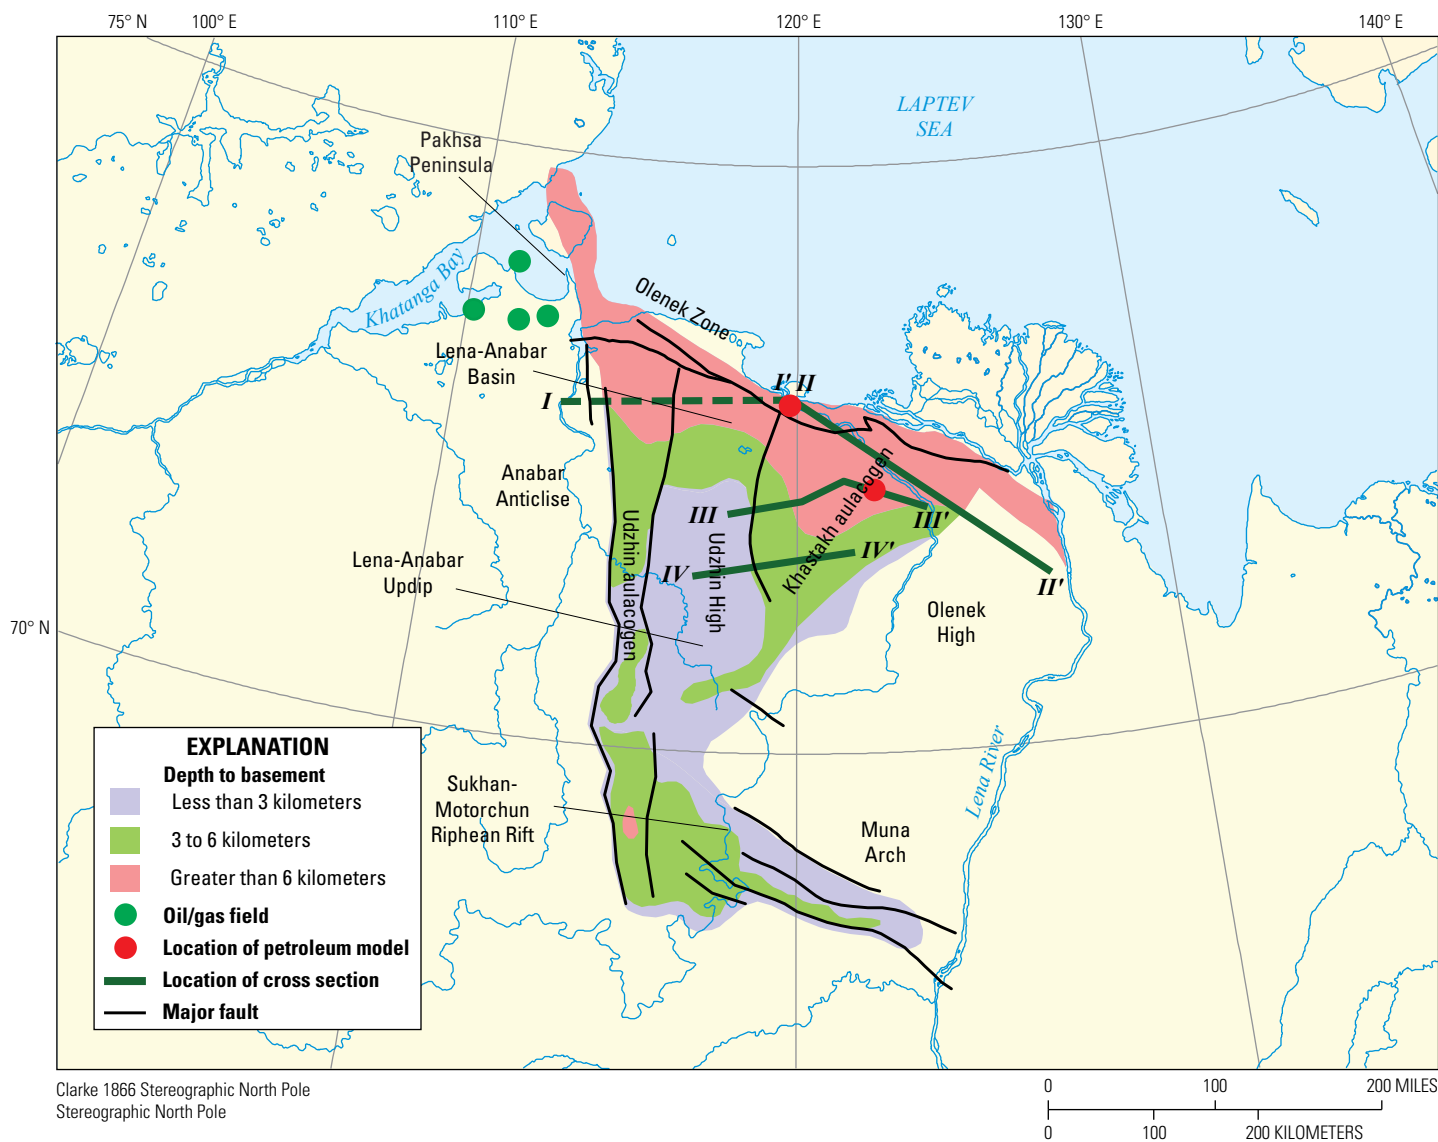 75° N
100° E
110° E
120° E
130° E
140° E
LAPTEV
SEA
Pakhsa
Peninsula
Khatanga Bay
Olenek Zone
Lena-Anabar
Basin
I
I' II
Anabar
Anticlise
III
III'
Udzhin aulacogen
Udzhin High
Khastakh aulacogen
IV
IV'
II'
Lena-Anabar
Updip
Olenek
High
70° N
Lena River
Sukhan-
Motorchun
Riphean Rift
Muna
Arch
EXPLANATION
Depth to basement
Less than 3 kilometers
3 to 6 kilometers
Greater than 6 kilometers
Oil/gas field
Location of petroleum model
Location of cross section
Major fault
Clarke 1866 Stereographic North Pole
Stereographic North Pole
0 100 200 MILES
0 100 200 KILOMETERS